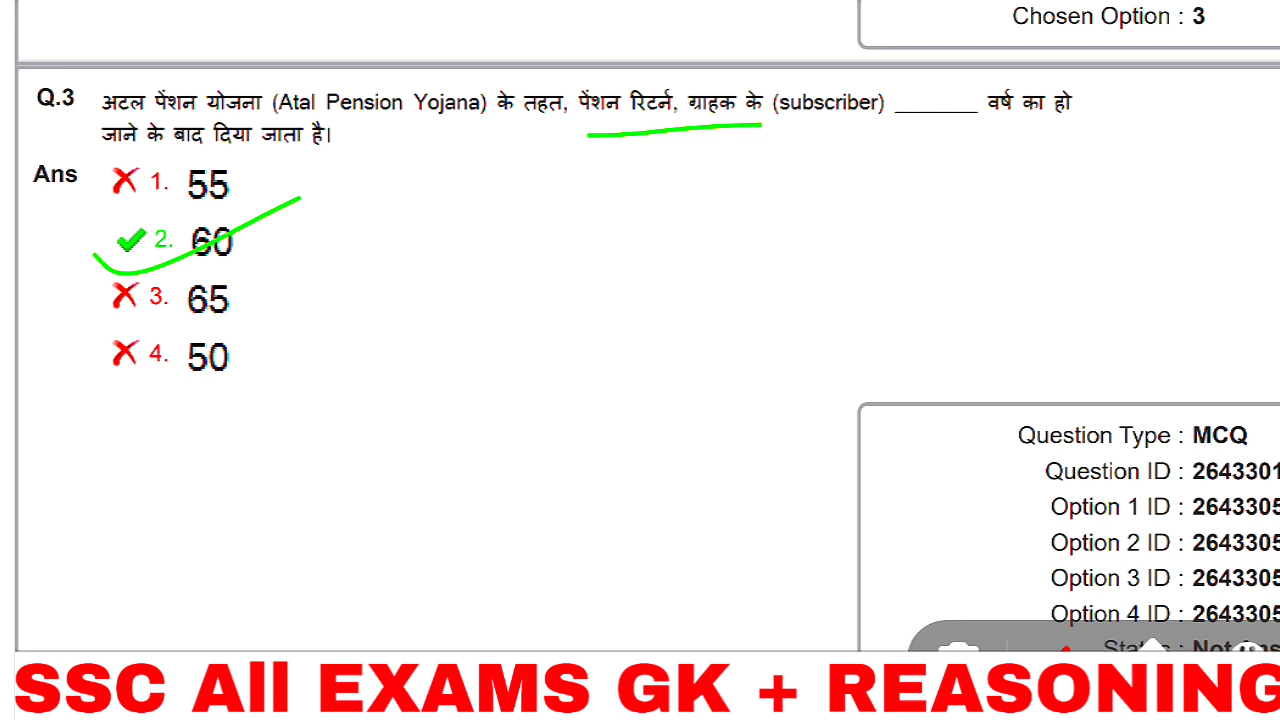 Chosen Option : 3
Q.3 अटल पेंशन योजना (Atal Pension Yojana) के तहत, पेंशन रिटर्न, ग्राहक के (subscriber) _______ वर्ष का हो
जाने के बाद दिया जाता है।
Ans 1. 55
2. 60
3. 65
4. 50
Question Type : MCQ
Question ID : 2643301
Option 1 ID : 2643305
Option 2 ID : 2643305
Option 3 ID : 2643305
Option 4 ID : 2643305
SSC All EXAMS GK + REASONING